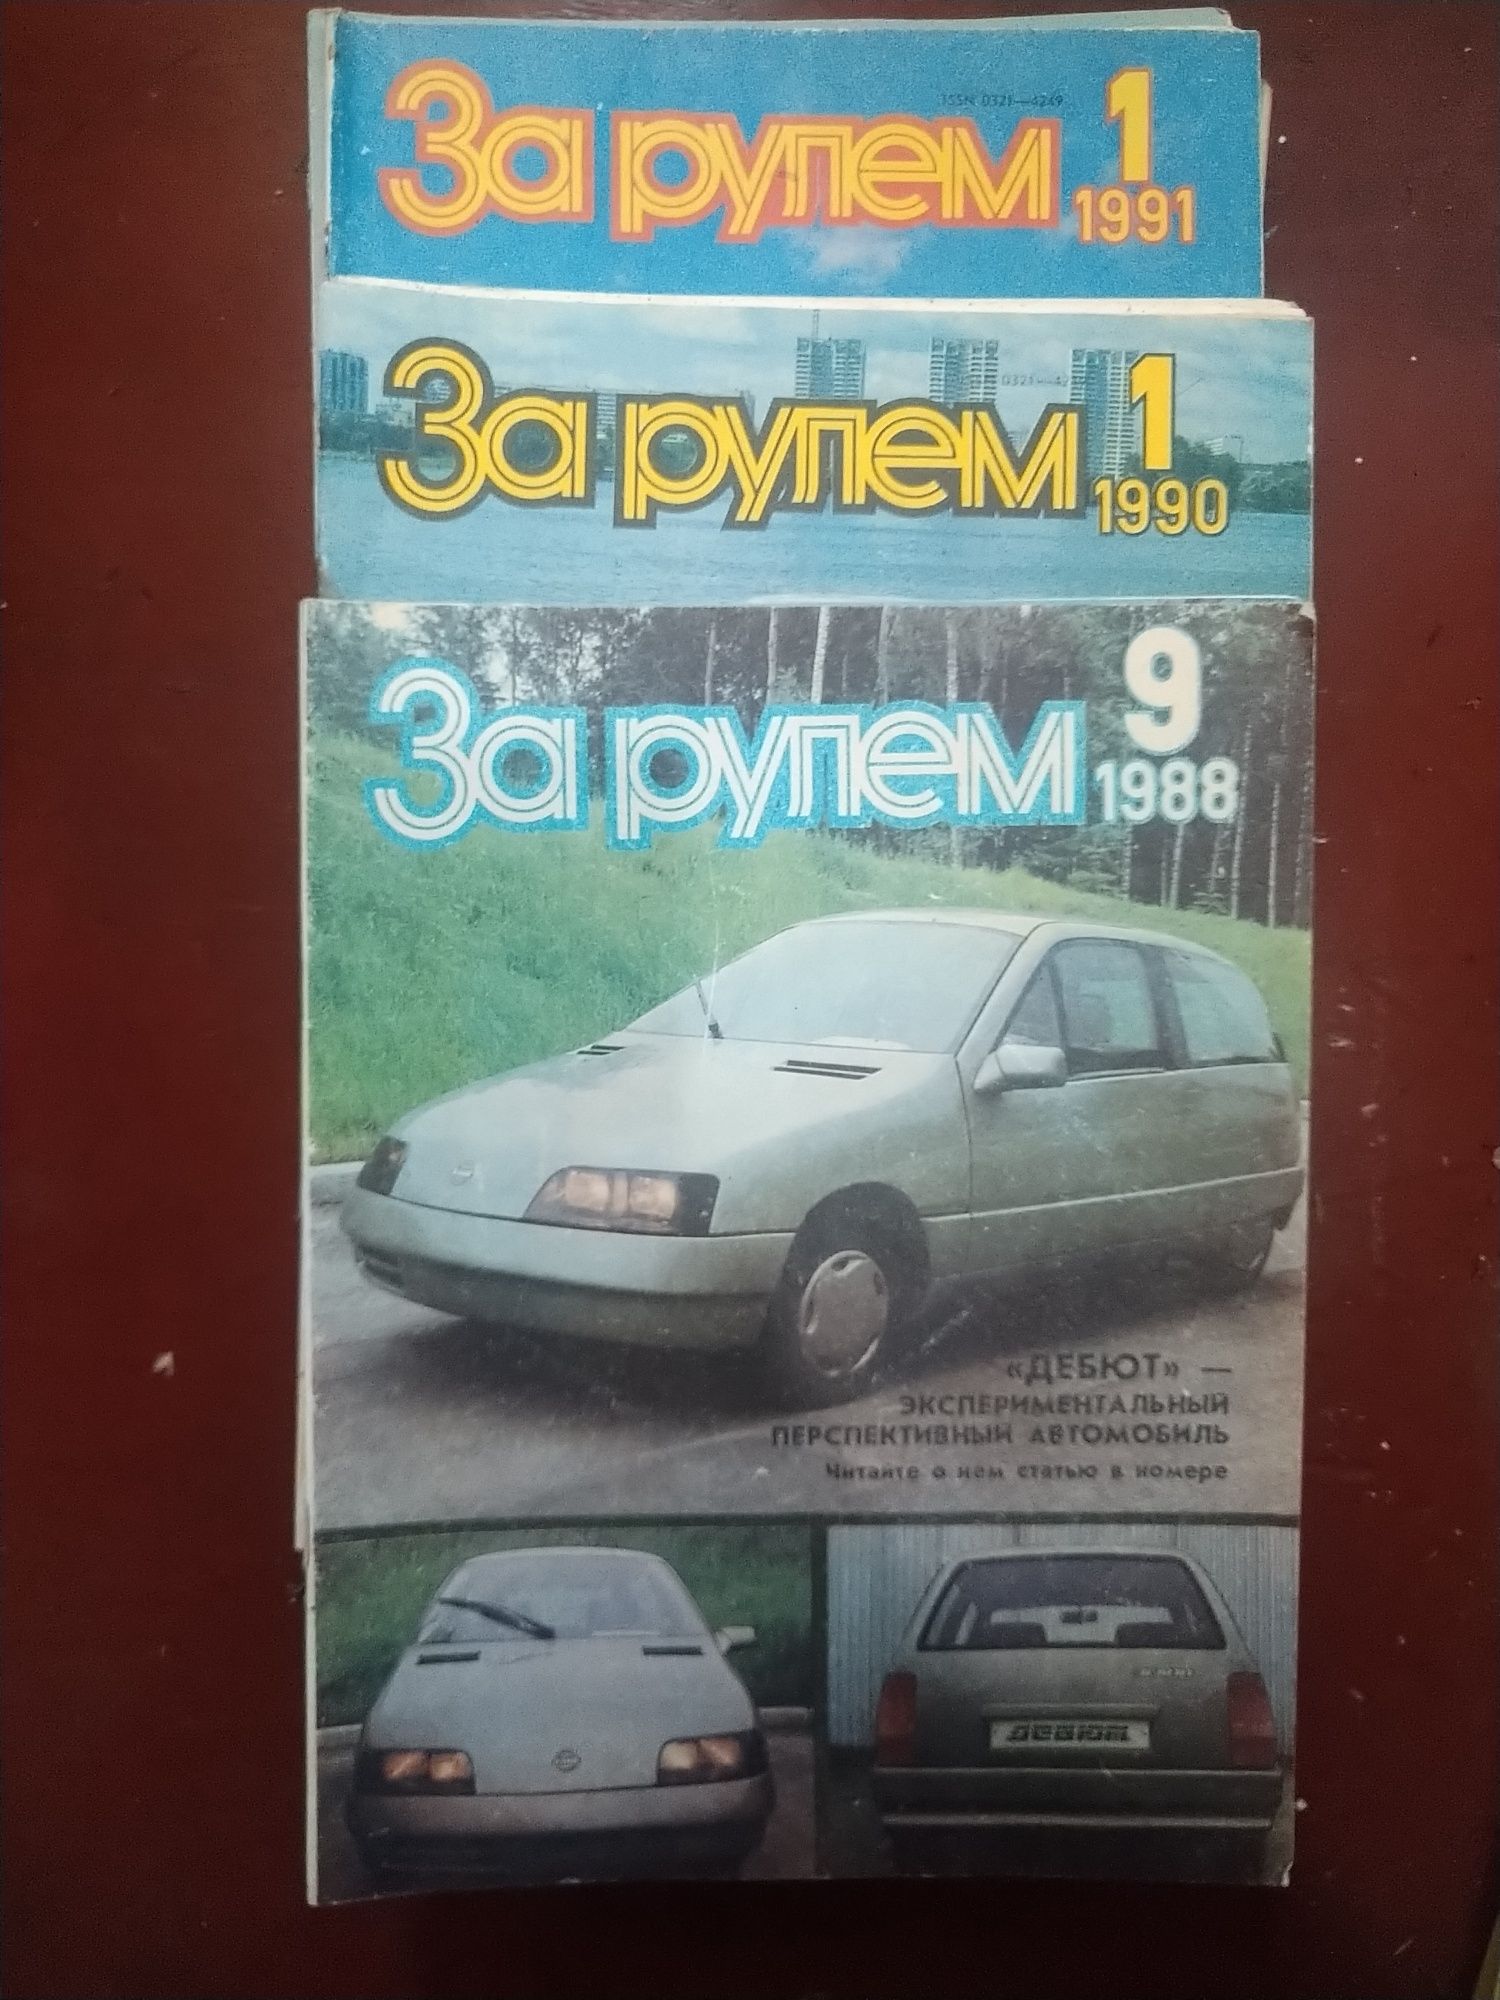 ISSN 0321—4249
За рулем 1
1991
За рулем 1
1990
За рулем 9
1988
«ДЕБЮТ» —
ЭКСПЕРИМЕНТАЛЬНЫЙ
ПЕРСПЕКТИВНЫЙ АВТОМОБИЛЬ
Читайте о нем статью в номере
дебют